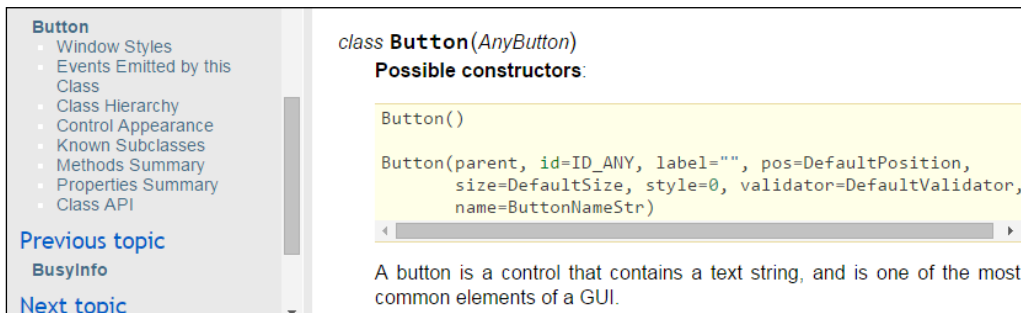 Button
Window Styles
Events Emitted by this
Class
Class Hierarchy
Control Appearance
Known Subclasses
Methods Summary
Properties Summary
Class API
Previous topic
BusyInfo
Next topic
class Button(AnyButton)
Possible constructors:
Button()
Button(parent, id=ID_ANY, label="", pos=DefaultPosition,
size=DefaultSize, style=0, validator=DefaultValidator,
name=ButtonNameStr)
A button is a control that contains a text string, and is one of the most
common elements of a GUI.